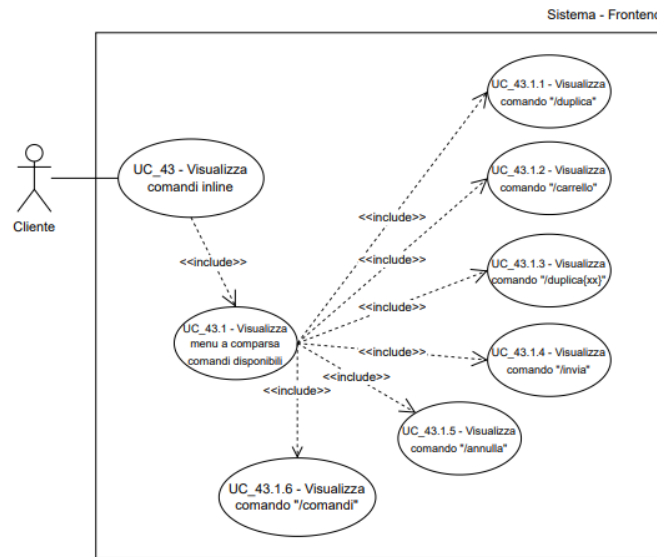 Sistema - Frontend
UC_43.1.1 - Visualizza
comando "/duplica"
UC_43 - Visualizza
comandi inline
Cliente
UC_43.1.2 - Visualizza
comando "/carrello"
<<include>>
<<include>>
<<include>>
UC_43.1.3 - Visualizza
comando "/duplica{xx}"
<<include>>
UC_43.1 - Visualizza
menu a comparsa
comandi disponibili
<<include>>
UC_43.1.4 - Visualizza
comando "/invia"
<<include>>
<<include>>
UC_43.1.5 - Visualizza
comando "/annulla"
UC_43.1.6 - Visualizza
comando "/comandi"